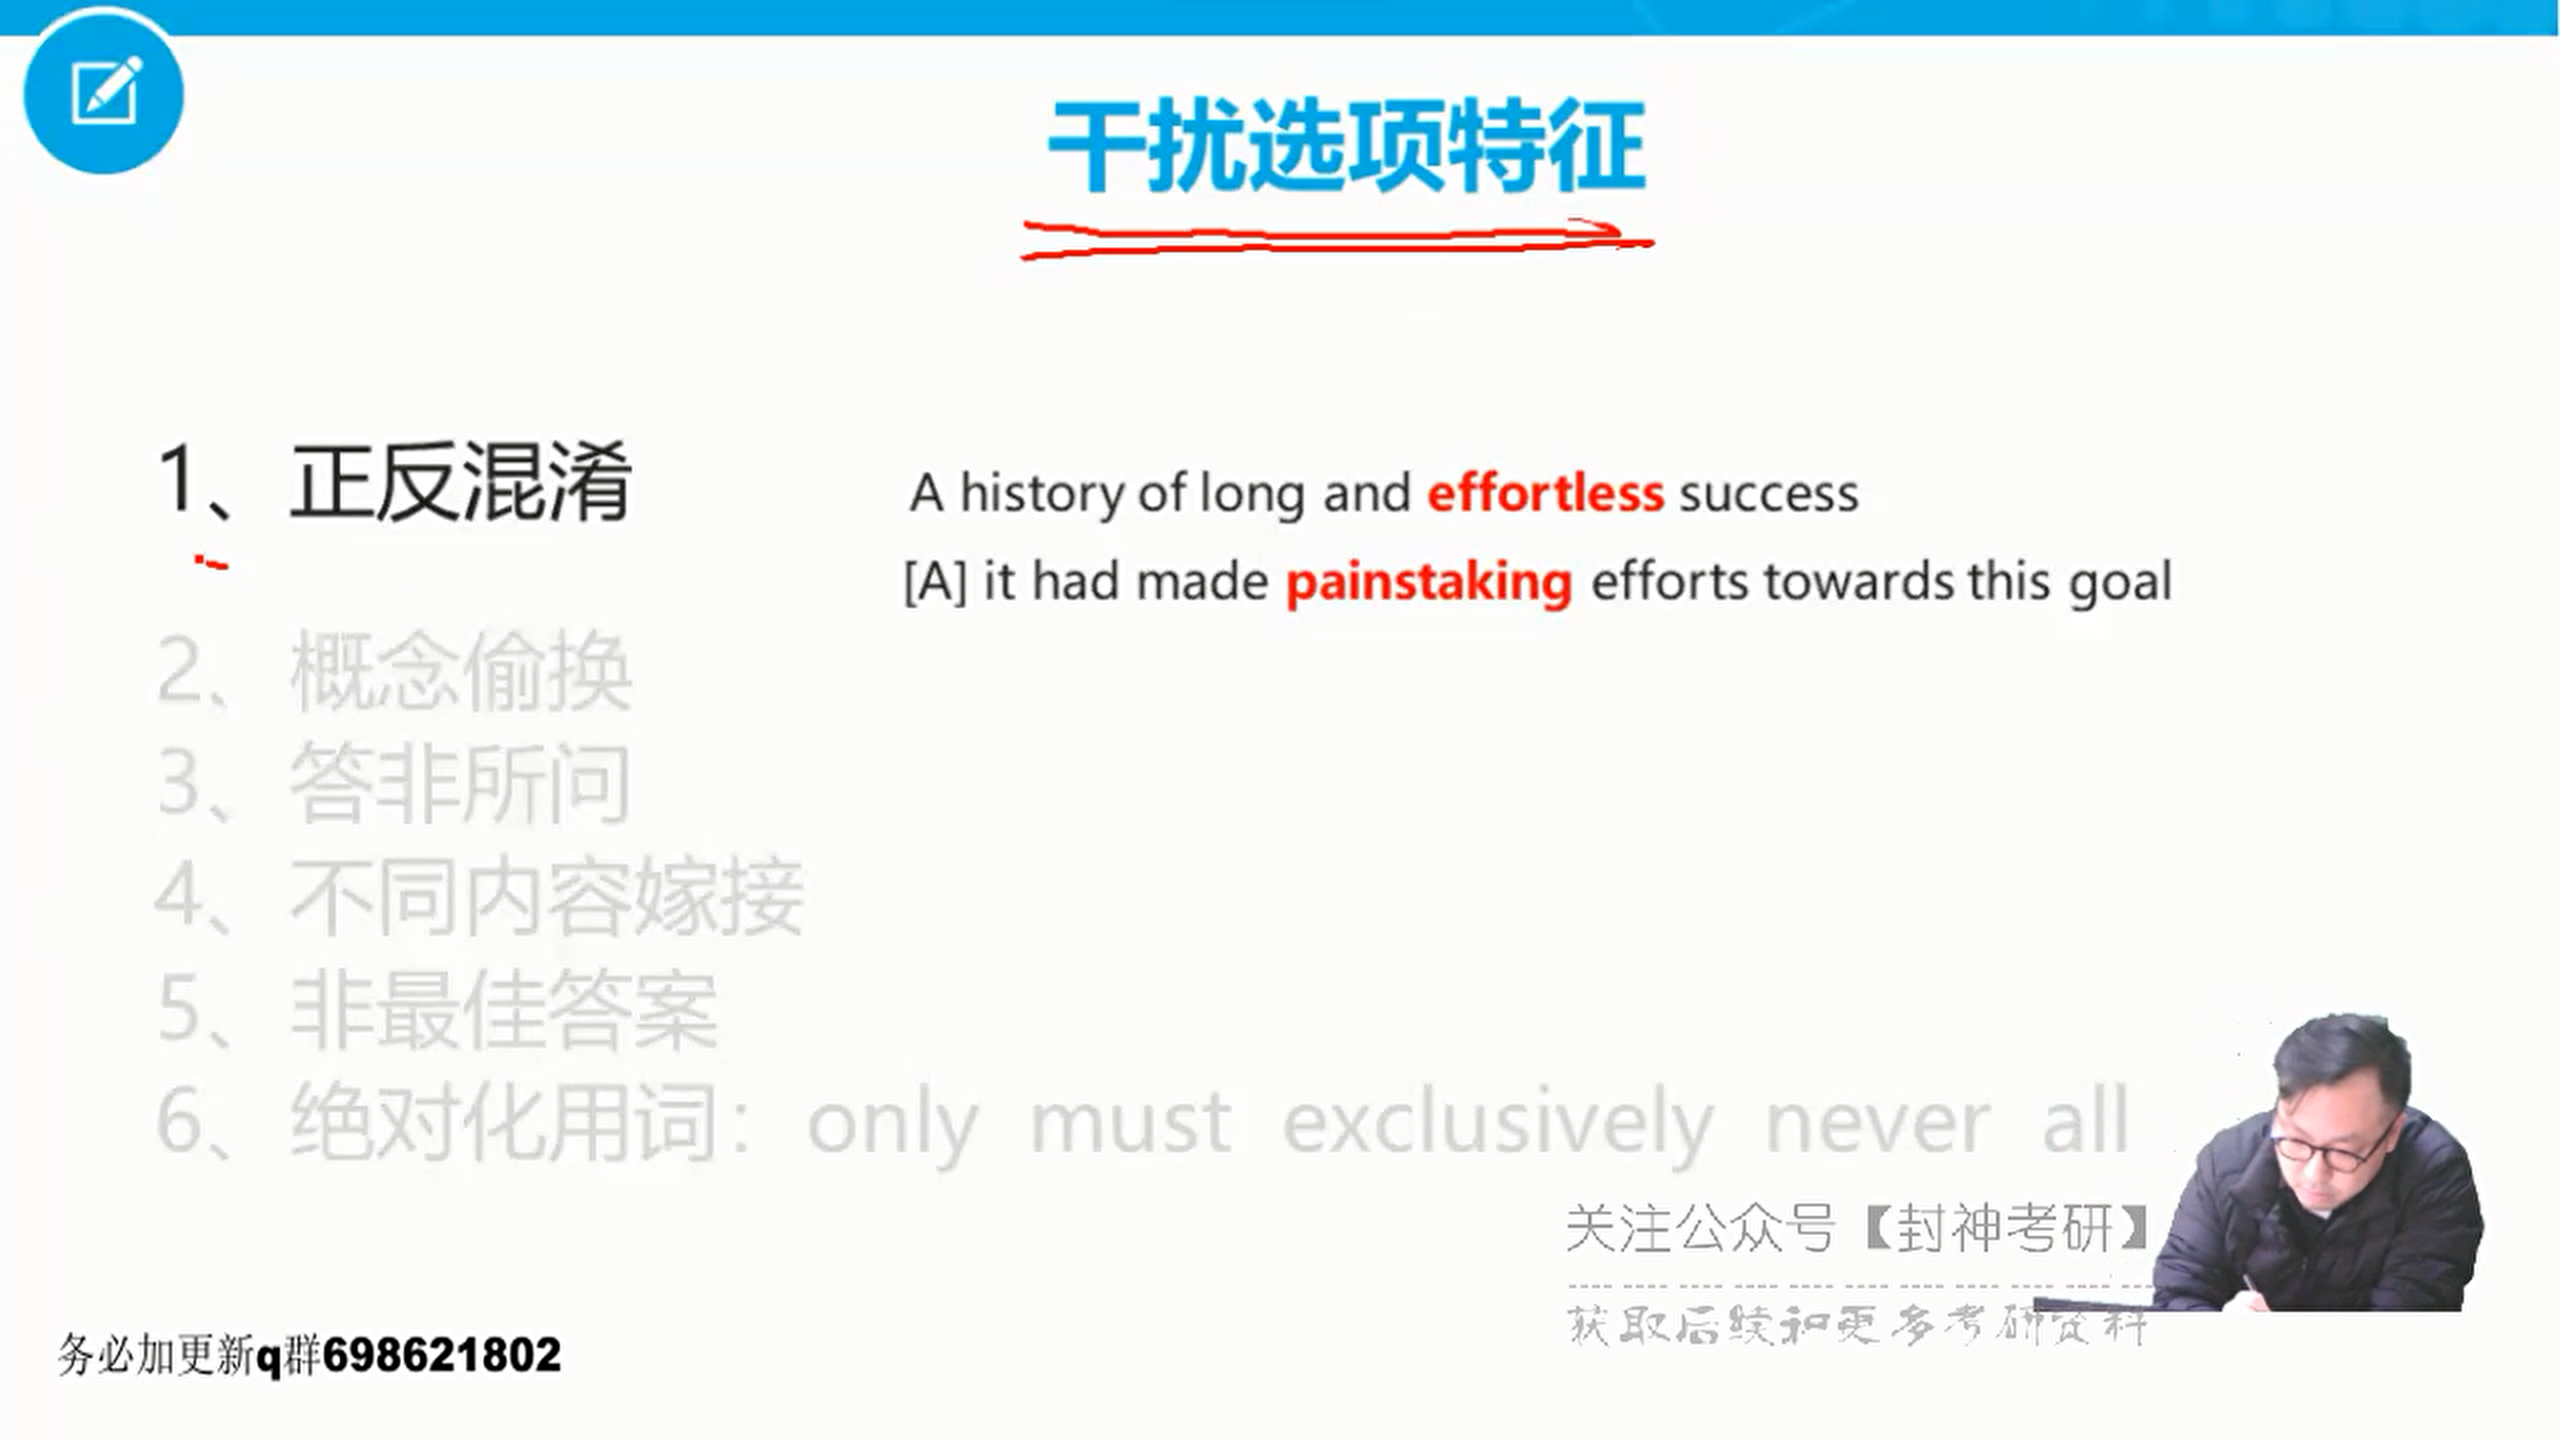 干扰选项特征
1、正反混淆
A history of long and effortless success
[A] it had made painstaking efforts towards this goal
2、概念偷换
3、答非所问
4、不同内容嫁接
5、非最佳答案
6、绝对化用词：only must exclusively never all
关注公众号【封神考研】
获取后续和更多考研资料
务必加更新q群698621802